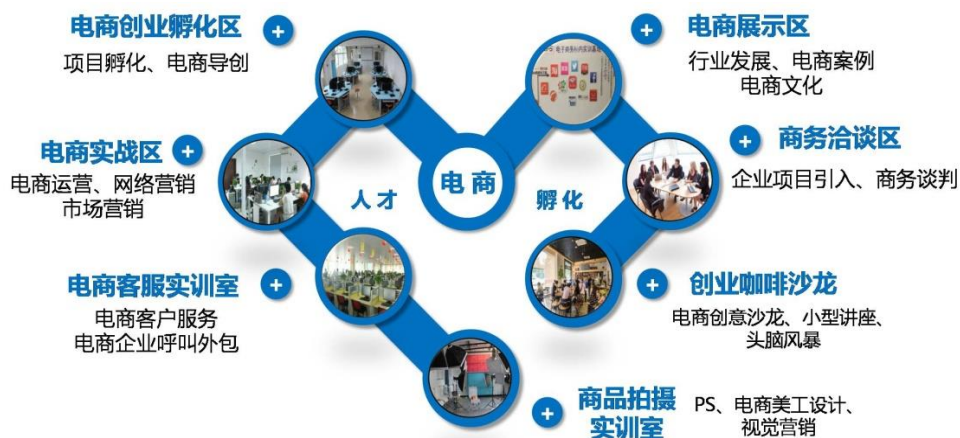 电商创业孵化区
项目孵化、电商导创
电商实战区
电商运营、网络营销
市场营销
电商客服实训室
电商客户服务
电商企业呼叫外包
人才
电商
孵化
电商展示区
行业发展、电商案例
电商文化
商务洽谈区
企业项目引入、商务谈判
创业咖啡沙龙
电商创意沙龙、小型讲座、
头脑风暴
商品拍摄
实训室
PS、电商美工设计、
视觉营销